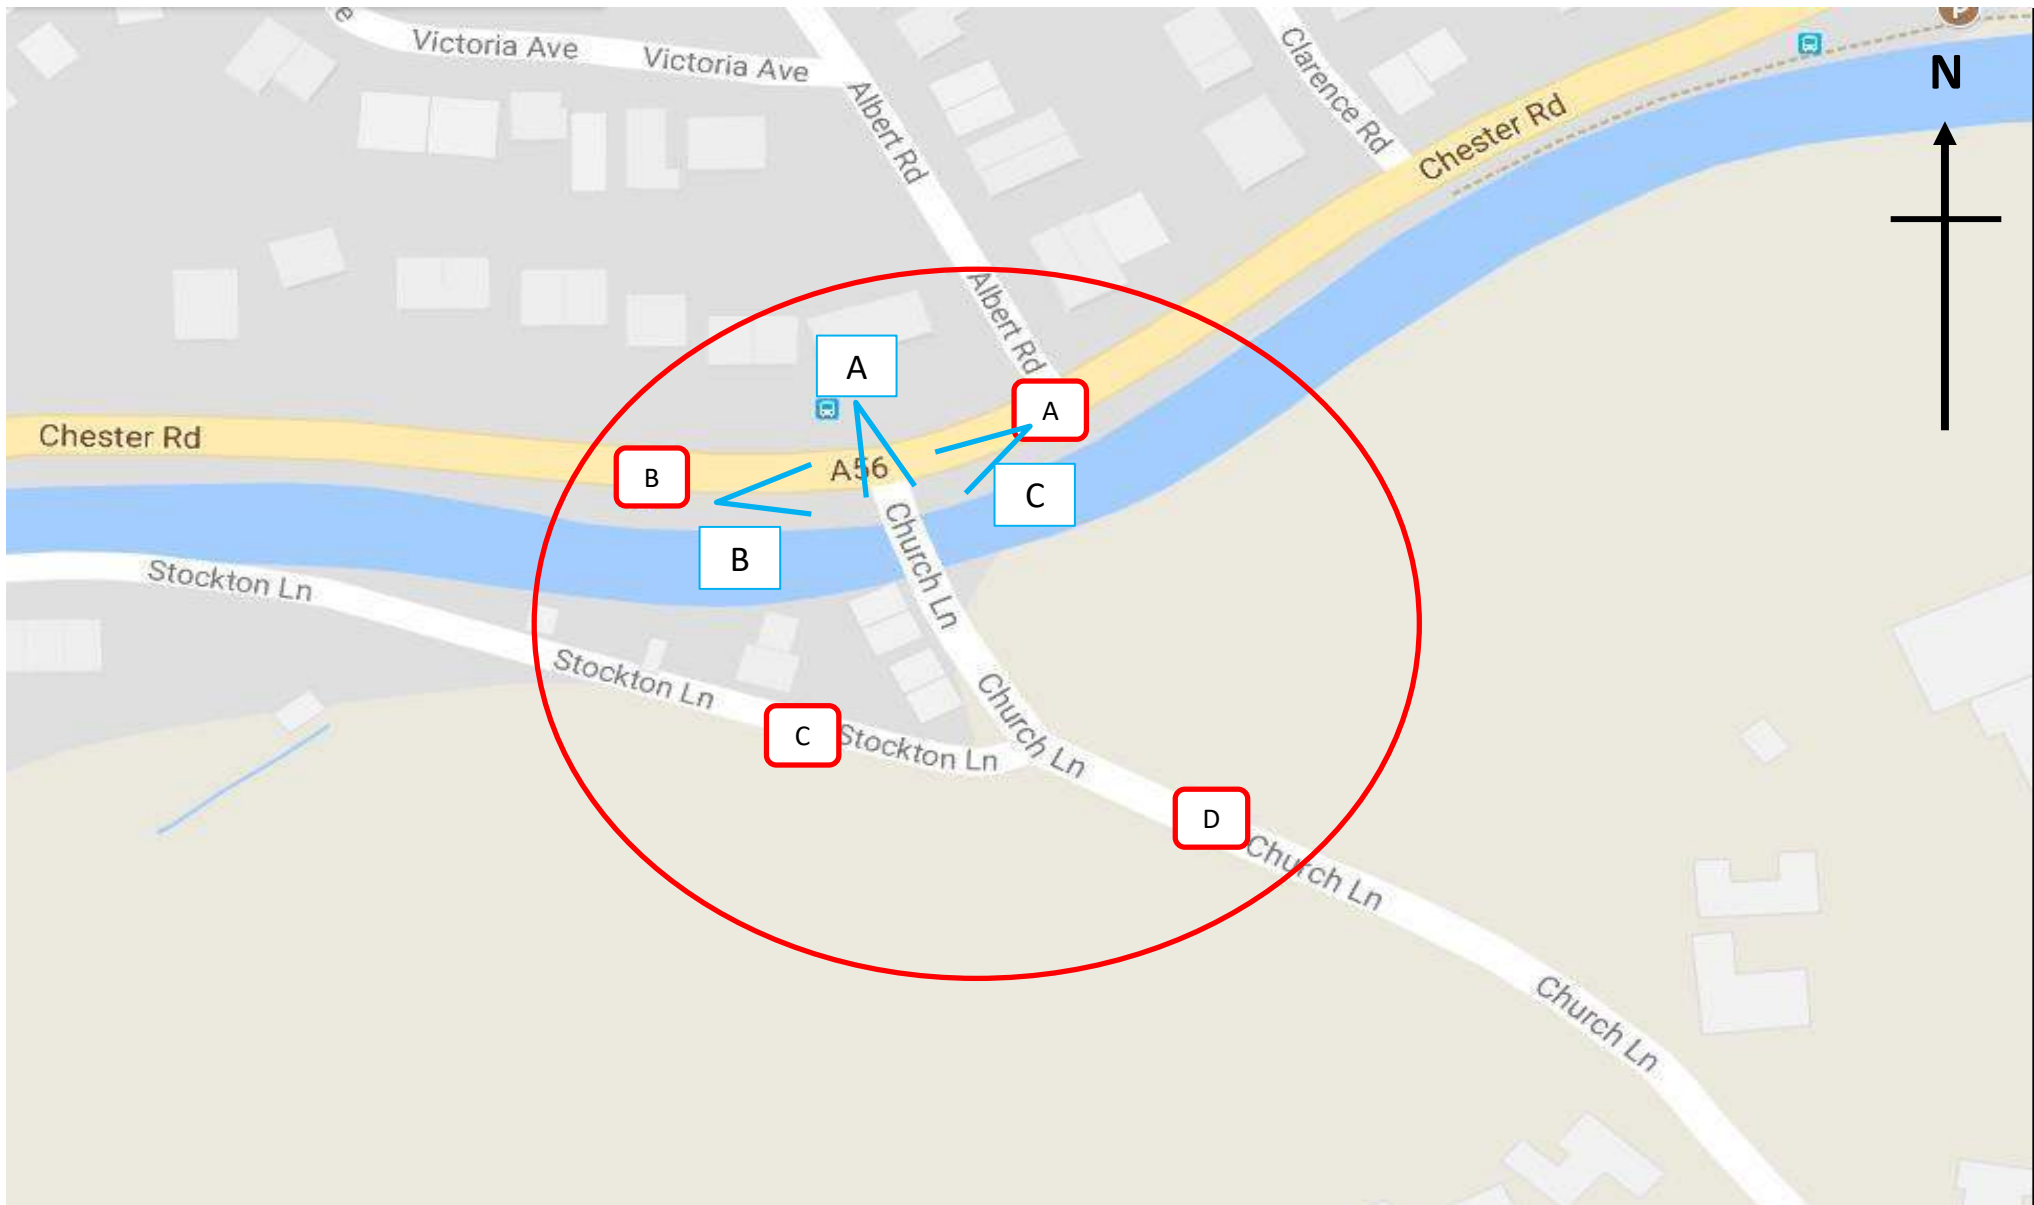 e
Victoria Ave
Victoria Ave
Albert Rd
Clarence Rd
Chester Rd
P
N
Albert Rd
A
A
Chester Rd
A56
B
C
B
Church Ln
Stockton Ln
Stockton Ln
Church Ln
C
Stockton Ln
D
Church Ln
Church Ln